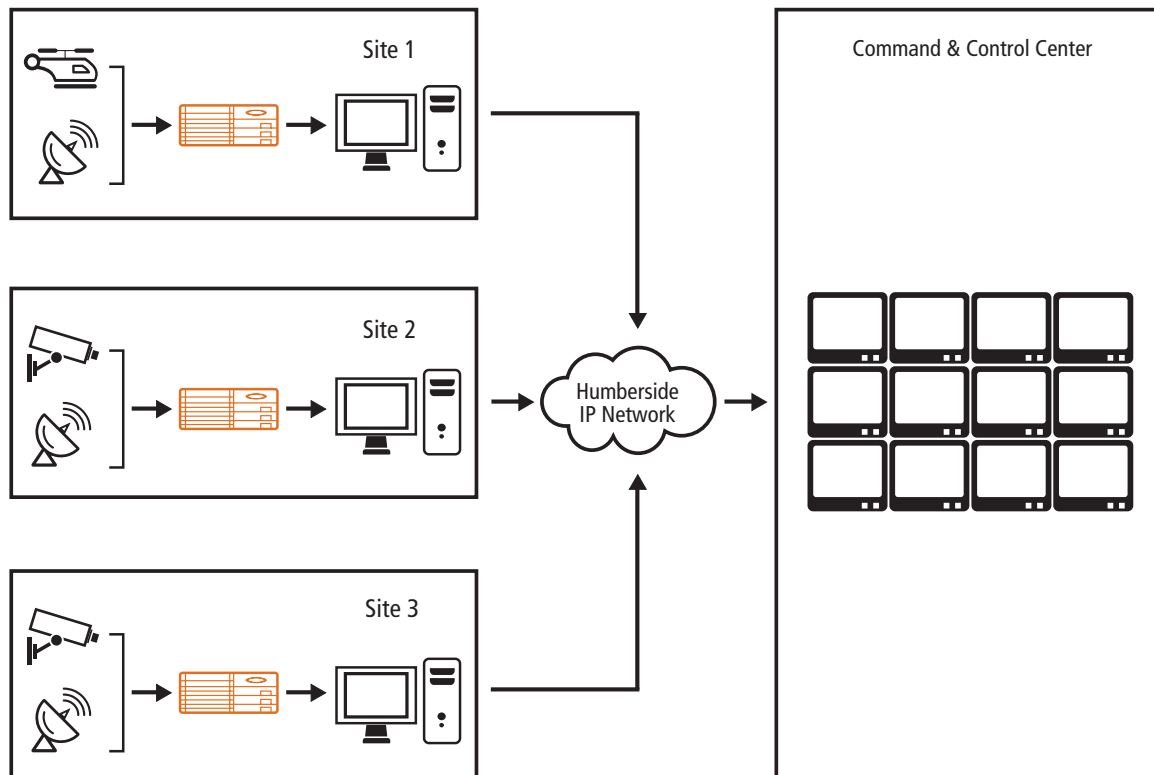 Site 1
Command & Control Center
Site 2
Humberside
IP Network
Site 3